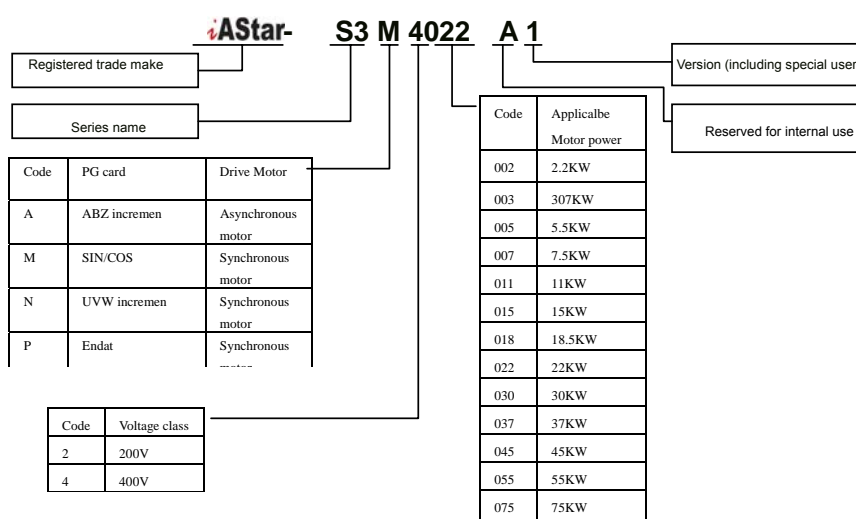 iAStar- S3 M 4022 A 1
Registered trade make
Version (including special user
Series name
Reserved for internal use
Code PG card Drive Motor
A ABZ incremen Asynchronous
motor
M SIN/COS Synchronous
motor
N UVW incremen Synchronous
motor
P Endat Synchronous
Code Voltage class
2 200V
4 400V
Code Applicalbe
Motor power
002 2.2KW
003 307KW
005 5.5KW
007 7.5KW
011 11KW
015 15KW
018 18.5KW
022 22KW
030 30KW
037 37KW
045 45KW
055 55KW
075 75KW